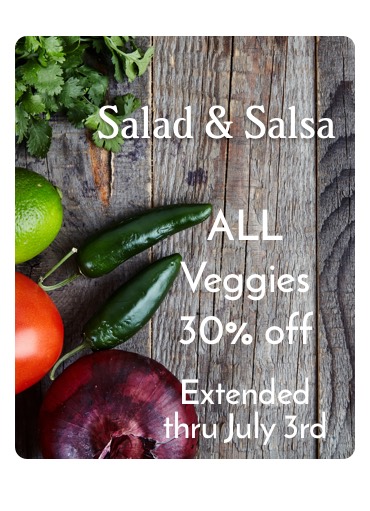 Salad & Salsa
ALL
Veggies
30% off
Extended
thru July 3rd